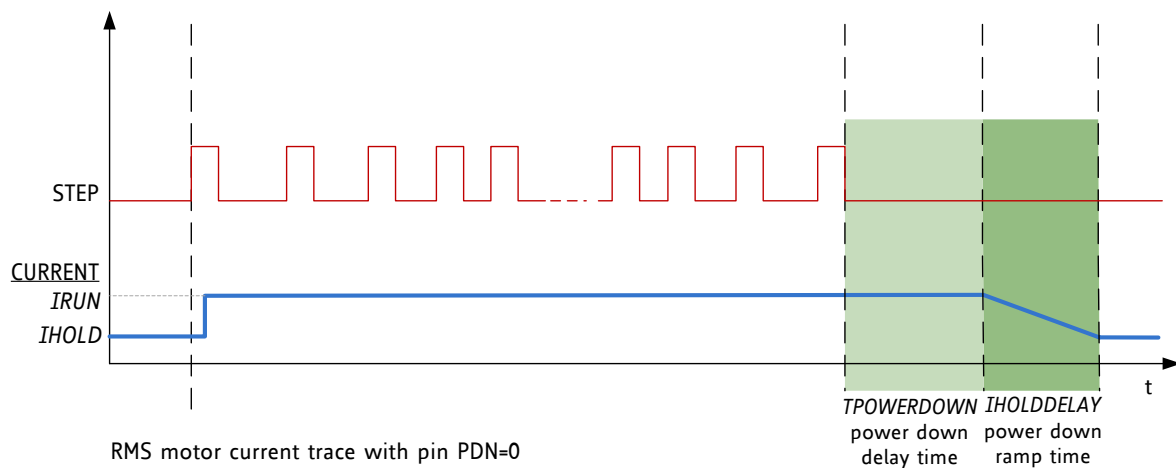 STEP
CURRENT
IRUN
IHOLD
t
TPOWERDOWN
power down
delay time
IHOLDDELAY
power down
ramp time
RMS motor current trace with pin PDN=0